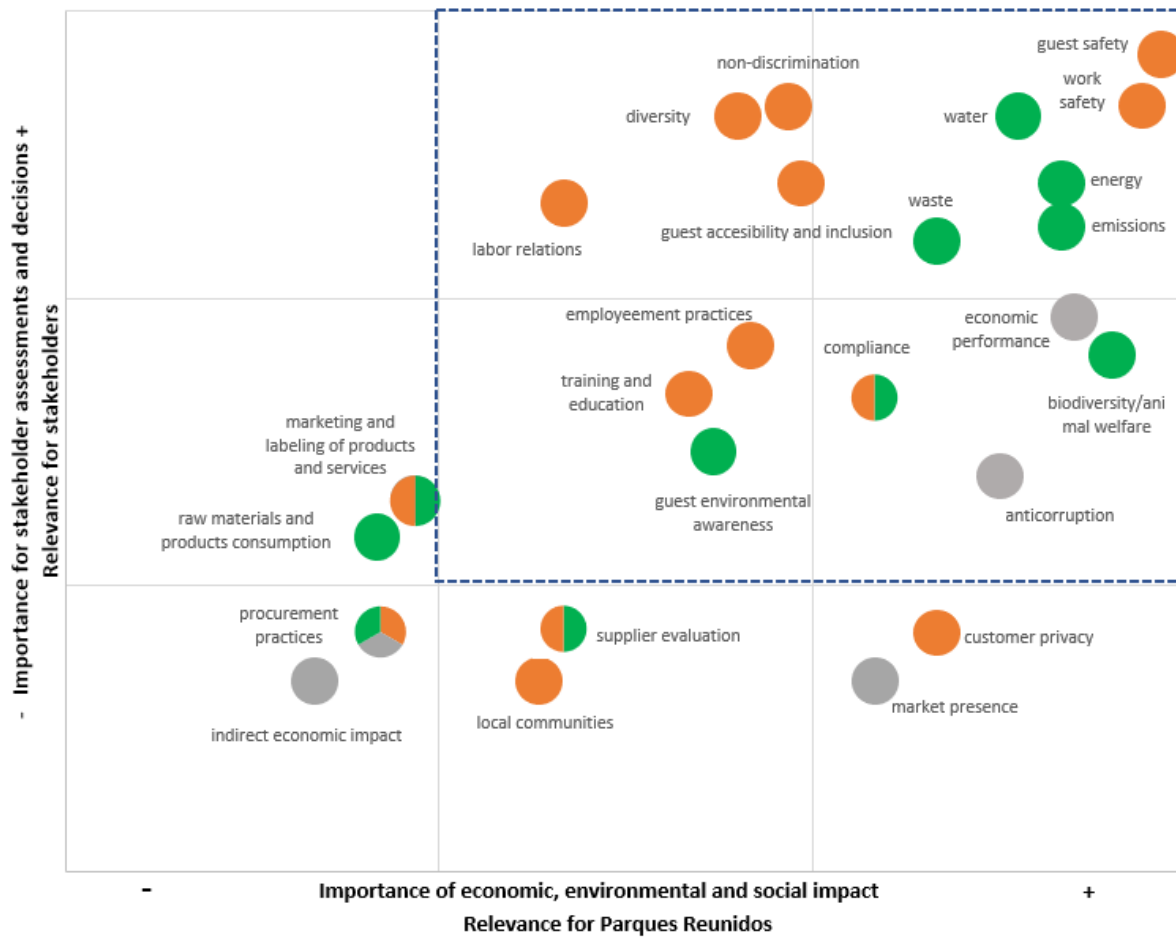 - Importance for stakeholder assessments and decisions +
Relevance for stakeholders
guest safety
non-discrimination
work
safety
diversity
water
energy
waste
emissions
guest accesibility and inclusion
labor relations
employeement practices
economic
performance
compliance
training and
education
biodiversity/ani
mal welfare
marketing and
labeling of products
and services
guest environmental
awareness
anticorruption
raw materials and
products consumption
procurement
practices
supplier evaluation
customer privacy
market presence
local communities
indirect economic impact
- Importance of economic, environmental and social impact +
Relevance for Parques Reunidos